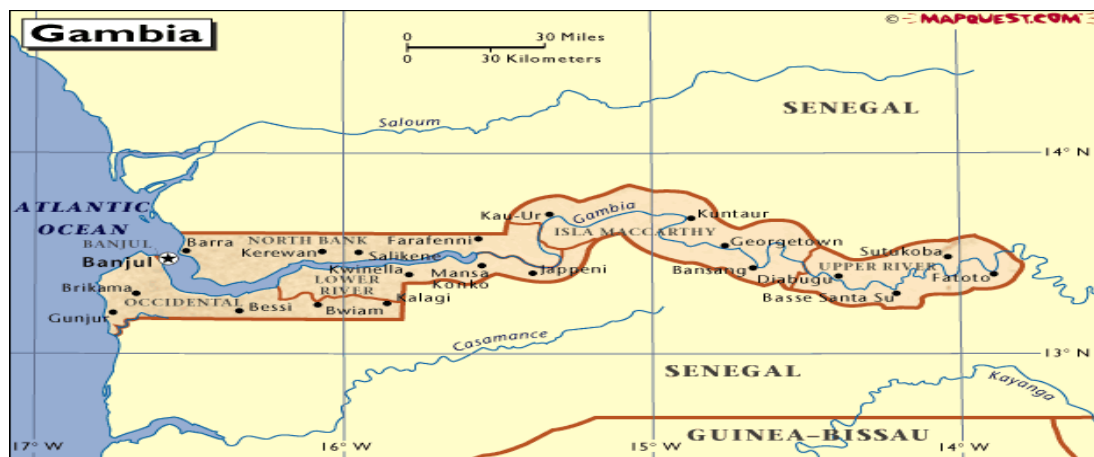 Gambia
© MAPQUEST.COM
0 30 Miles
0 30 Kilometers
Saloum
SENEGAL
14° N
ATLANTIC
OCEAN
BANJUL
Banjul
Barra
NORTH BANK
Kerewan
Salikene
Farafenni
Kau-Ur
Gambia
ISLA MACCARTHY
Kuntaur
Georgetown
Bansang
Sutukoba
UPPER RIVER
Diabugu
Fatoto
Basse Santa Su
Brikama
OCCIDENTAL
Gunjur
Bessi
Kwinella
LOWER
RIVER
Bwiam
Kalagi
Mansa
Konko
Jappeni
Casamance
13° N
SENEGAL
Kayanga
GUINEA-BISSAU
17° W
16° W
15° W
14° W